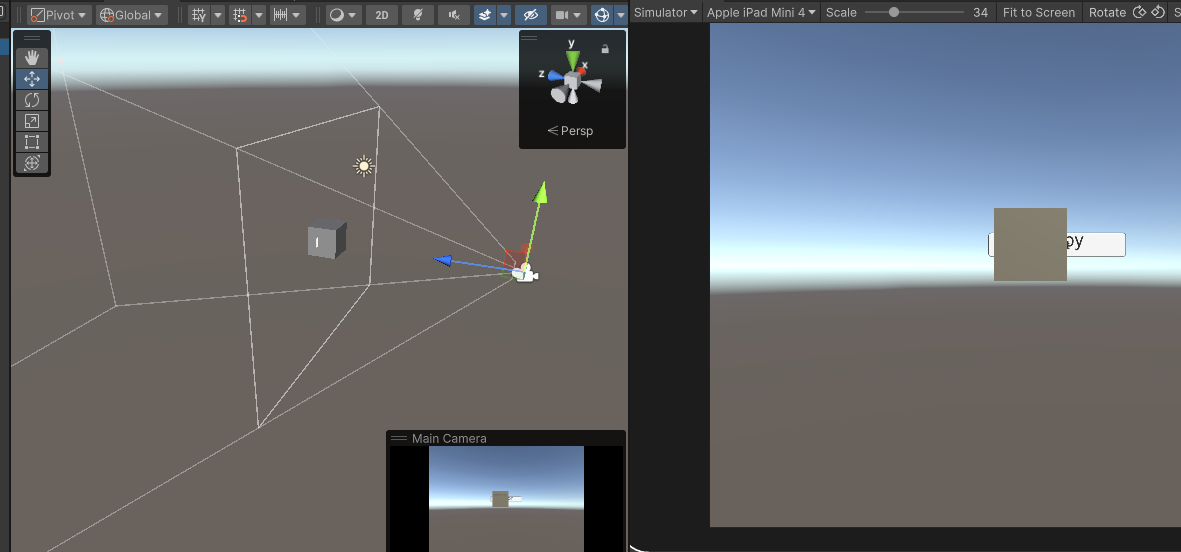 Pivot
Global
2D
Simulator
Apple iPad Mini 4
Scale
34
Fit to Screen
Rotate
S
y
x
z
Persp
py
Main Camera